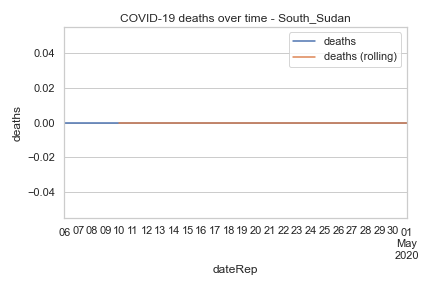 COVID-19 deaths over time - South_Sudan
deaths
deaths (rolling)
0.04
0.02
0.00
−0.02
−0.04
deaths
06 07 08 09 10 11 12 13 14 15 16 17 18 19 20 21 22 23 24 25 26 27 28 29 30 01
May
2020
dateRep